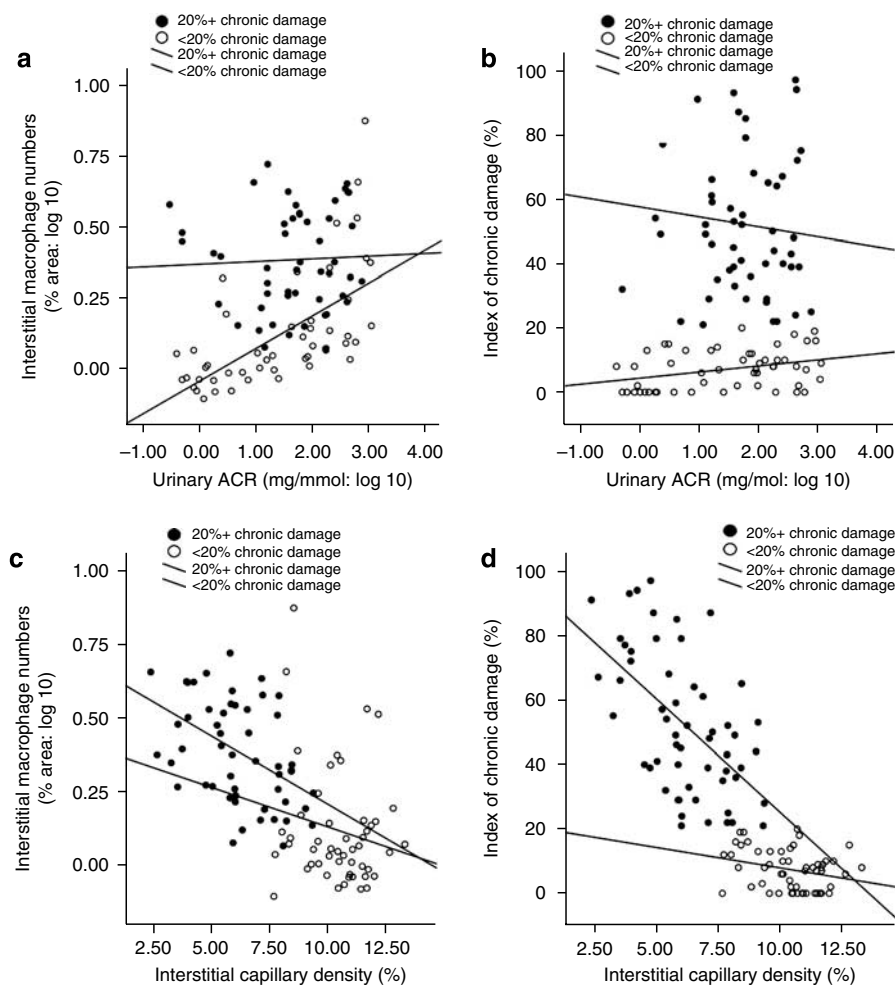 a
20%+ chronic damage
<20% chronic damage
20%+ chronic damage
<20% chronic damage
1.00
0.75
0.50
0.25
0.00
Interstitial macrophage numbers
(% area: log 10)
–1.00 0.00 1.00 2.00 3.00 4.00
Urinary ACR (mg/mmol: log 10)
b
20%+ chronic damage
<20% chronic damage
20%+ chronic damage
<20% chronic damage
100
80
60
40
20
0
Index of chronic damage (%)
–1.00 0.00 1.00 2.00 3.00 4.00
Urinary ACR (mg/mmol: log 10)
c
20%+ chronic damage
<20% chronic damage
20%+ chronic damage
<20% chronic damage
1.00
0.75
0.50
0.25
0.00
Interstitial macrophage numbers
(% area: log 10)
2.50 5.00 7.50 10.00 12.50
Interstitial capillary density (%)
d
20%+ chronic damage
<20% chronic damage
20%+ chronic damage
<20% chronic damage
100
80
60
40
20
0
Index of chronic damage (%)
2.50 5.00 7.50 10.00 12.50
Interstitial capillary density (%)